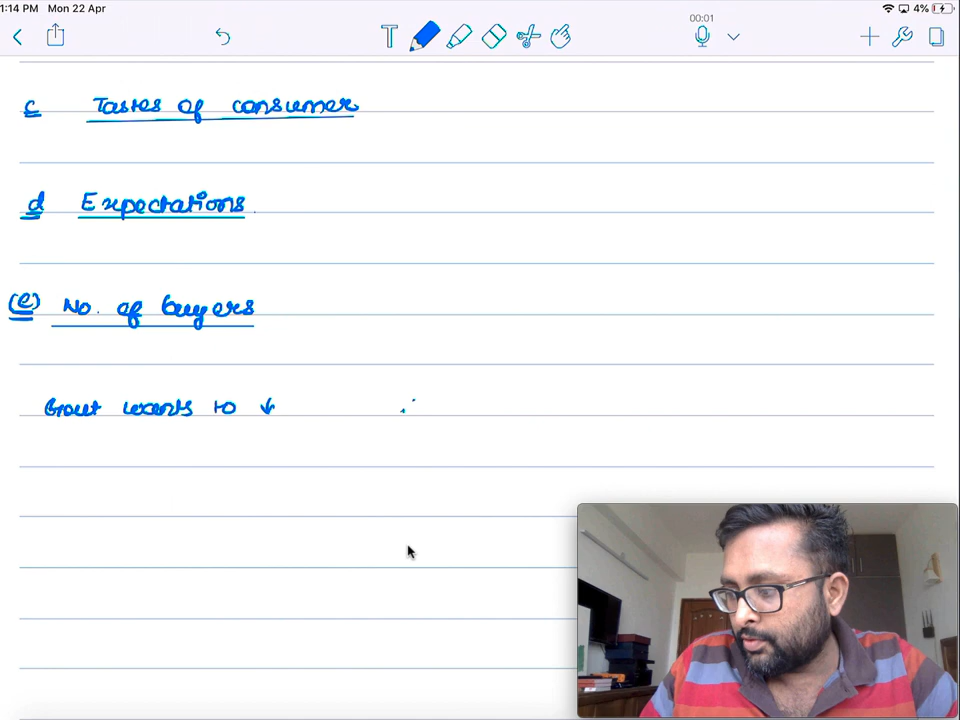 1:14 PM Mon 22 Apr
4%
00:01
T
c Tastes of consumer
d Expectations.
(e) No. of buyers
Govt wants to ↓